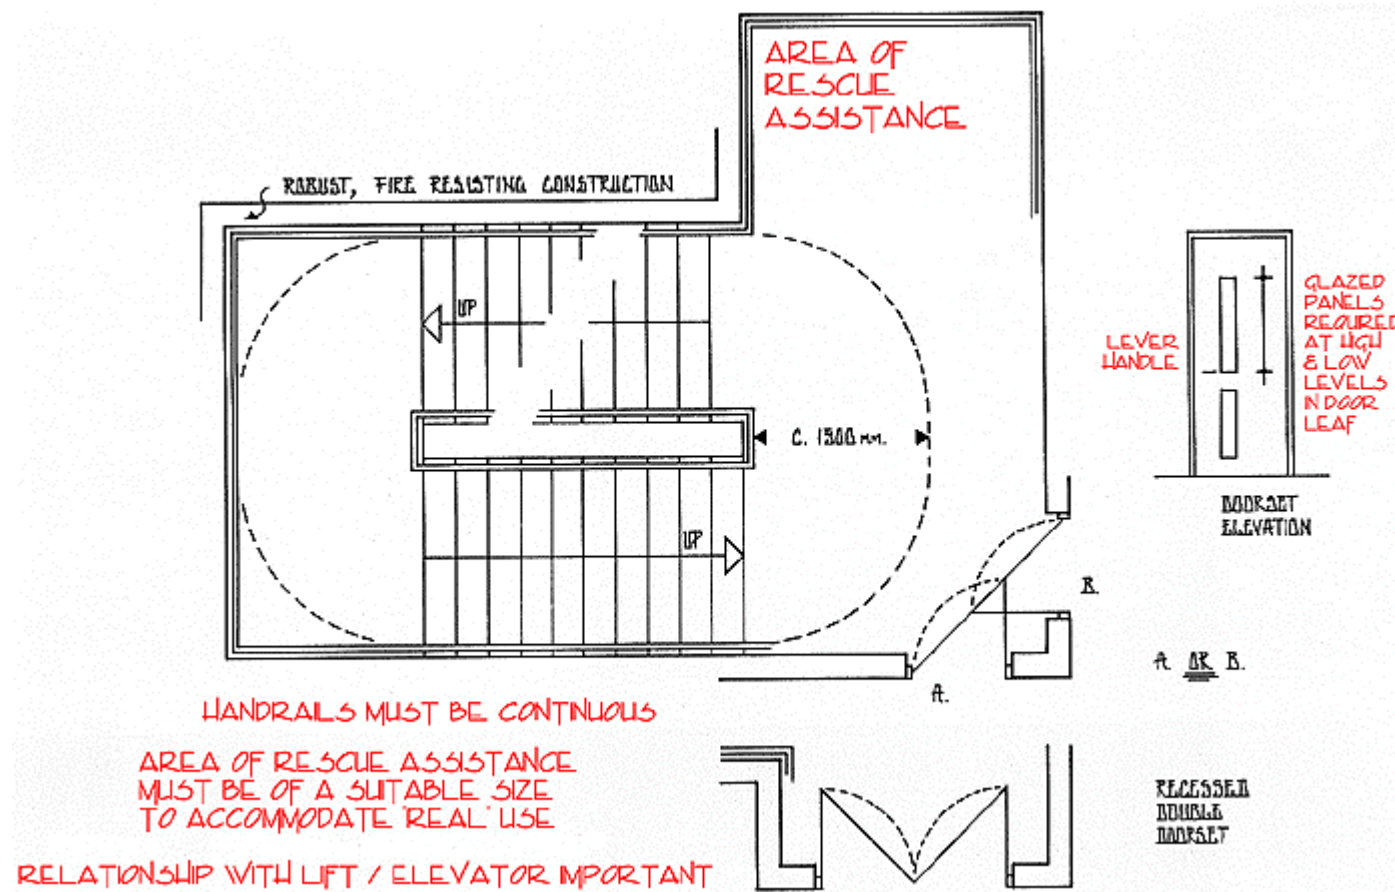 AREA OF
RESCUE
ASSISTANCE
ROBUST, FIRE RESISTING CONSTRUCTION
UP
C. 1500 mm.
UP
LEVER
HANDLE
GLAZED
PANELS
REQUIRED
AT HIGH
& LOW
LEVELS
IN DOOR
LEAF
DOORSET
ELEVATION
B.
A.
A. OR B.
HANDRAILS MUST BE CONTINUOUS
AREA OF RESCUE ASSISTANCE
MUST BE OF A SUITABLE SIZE
TO ACCOMMODATE 'REAL' USE
RELATIONSHIP WITH LIFT / ELEVATOR IMPORTANT
RECESSED
DOUBLE
DOORSET